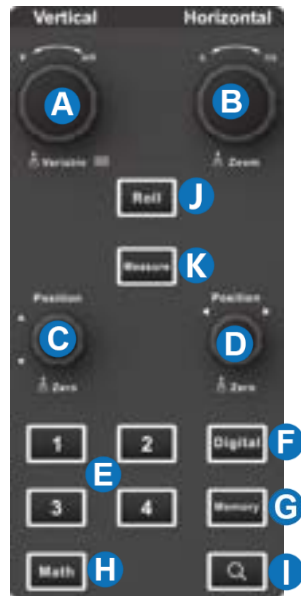 Vertical Horizontal
A B
Variable Zoom
Roll J
Measure K
Position Position
C D
Zero Zero
1 2 Digital F
E
3 4 Memory G
Math H I